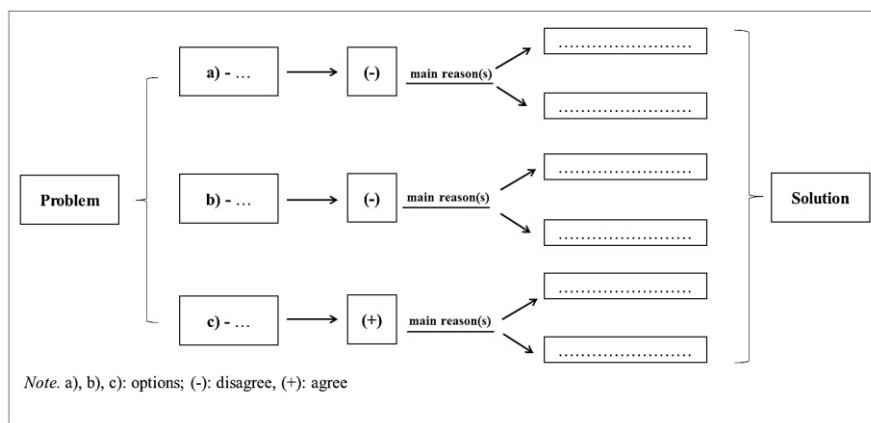 a) - ...
(-)
main reason(s)
........................
........................
Problem
b) - ...
(-)
main reason(s)
........................
........................
Solution
c) - ...
(+)
main reason(s)
........................
........................
Note. a), b), c): options; (-): disagree, (+): agree